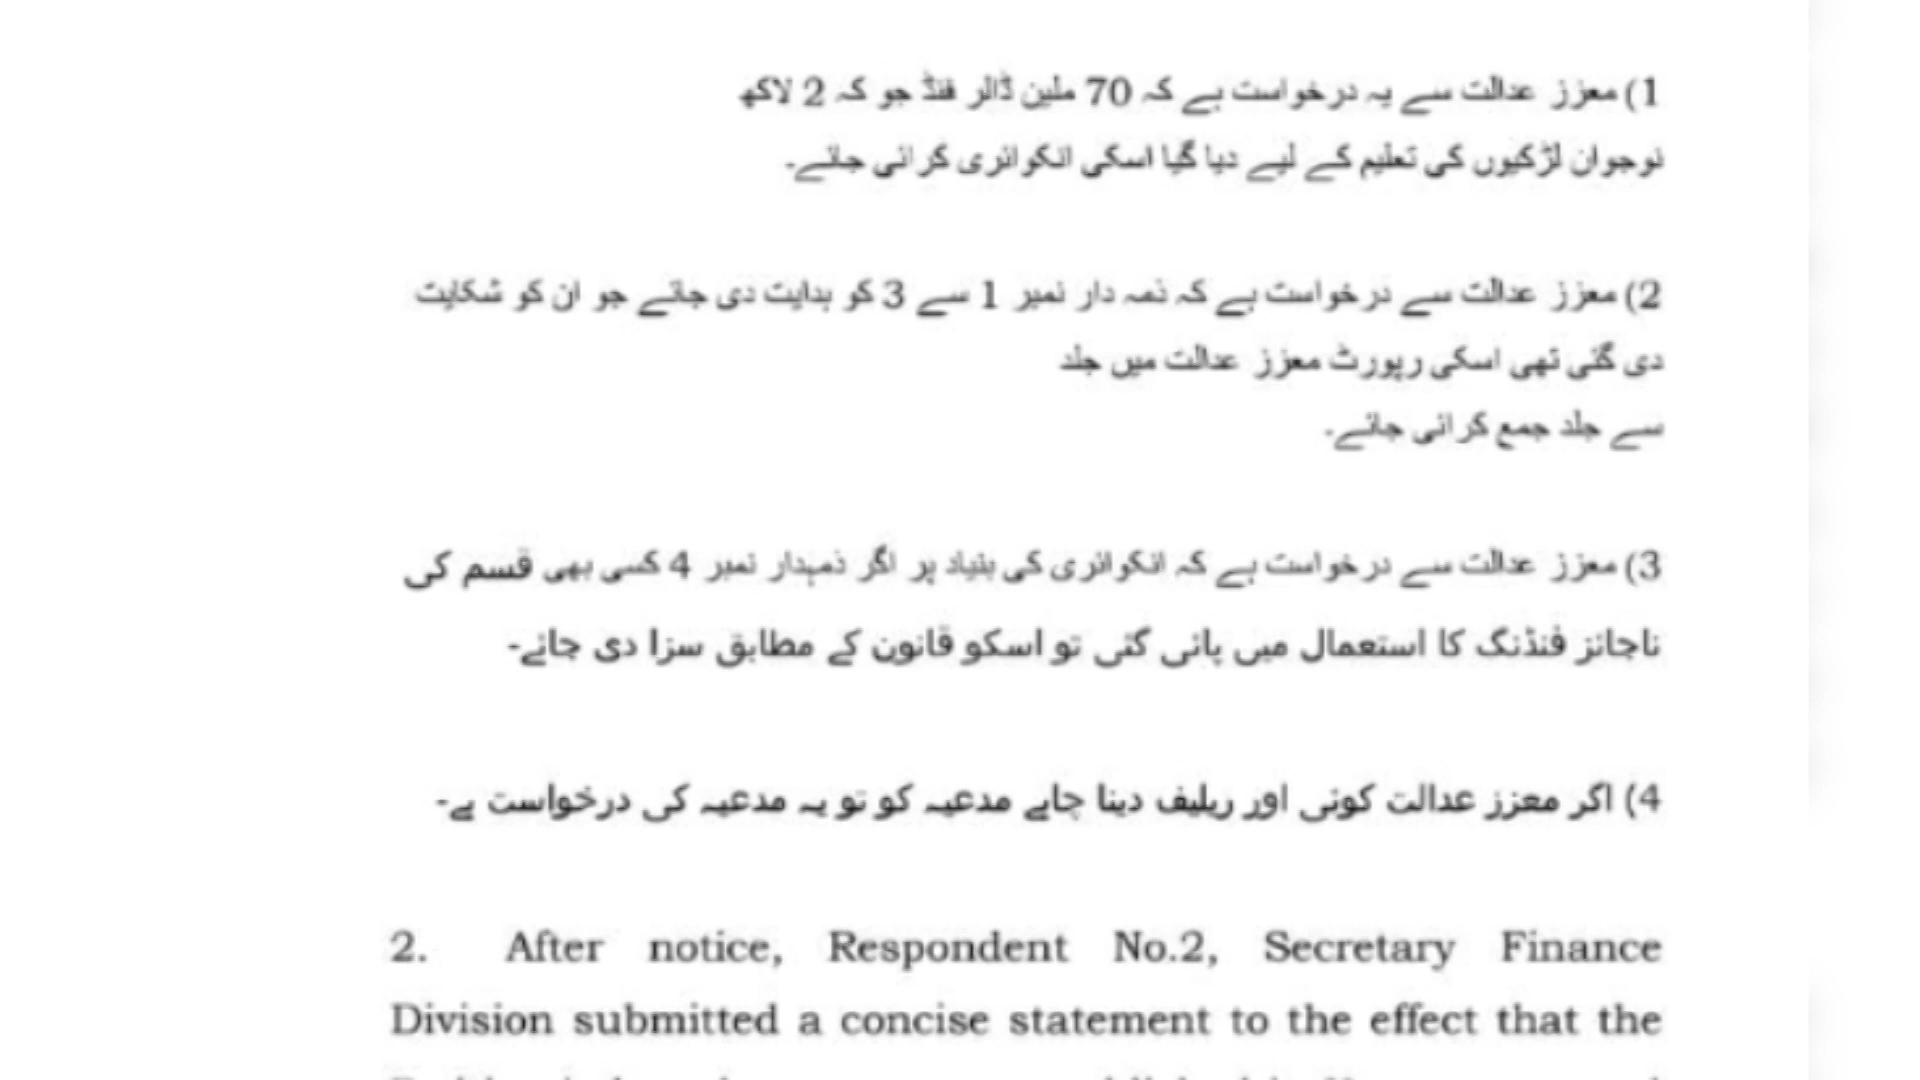 1) معزز عدالت سے یہ درخواست ہے کہ 70 ملین ڈالر فنڈ جو کہ 2 لاکھ
نوجوان لڑکیوں کی تعلیم کے لیے دیا گیا اسکی انکوائری کرائی جائے۔
2) معزز عدالت سے درخواست ہے کہ ذمہ دار نمبر 1 سے 3 کو ہدایت دی جائے جو ان کو شکایت
دی گئی تھی اسکی رپورٹ معزز عدالت میں جلد
سے جلد جمع کرائی جائے۔
3) معزز عدالت سے درخواست ہے کہ انکوائری کی بنیاد پر اگر ذمہدار نمبر 4 کسی بھی قسم کی
ناجائز فنڈنگ کا استعمال میں پائی گئی تو اسکو قانون کے مطابق سزا دی جائے-
4) اگر معزز عدالت کوئی اور ریلیف دینا چاہے مدعیہ کو تو یہ مدعیہ کی درخواست ہے-
2. After notice, Respondent No.2, Secretary Finance
Division submitted a concise statement to the effect that the